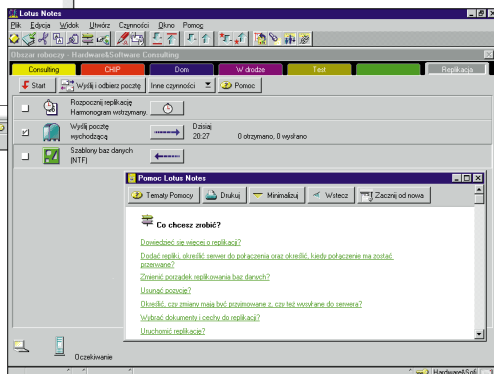 Lotus Notes
Plik Edycja Widok Utwórz Czynności Okno Pomoc
Obszar roboczy - Hardware&Software Consulting
Consulting CHIP Dom W drodze Test Replikacja
Start Wyślij i odbierz pocztę Inne czynności Pomoc
Rozpocznij replikację
Harmonogram wstrzymany
Wyślij pocztę
wychodzącą
Dzisiaj
20:27 0 otrzymano, 0 wysłano
Szablony baz danych
(NTF)
Pomoc Lotus Notes
Tematy Pomocy Drukuj Minimalizuj Wstecz Zacznij od nowa
Co chcesz zrobić?
Dowiedzieć się więcej o replikacji?
Dodać repliki, określić serwer do połączenia oraz określić, kiedy połączenie ma zostać
przerwane?
Zmienić porządek replikowania baz danych?
Usunąć pozycję?
Określić, czy zmiany mają być przyjmowane z, czy też wysyłane do serwera?
Wybrać dokumenty i cechy do replikacji?
Uruchomić replikację?
Oczekiwanie
Hardware&Soft